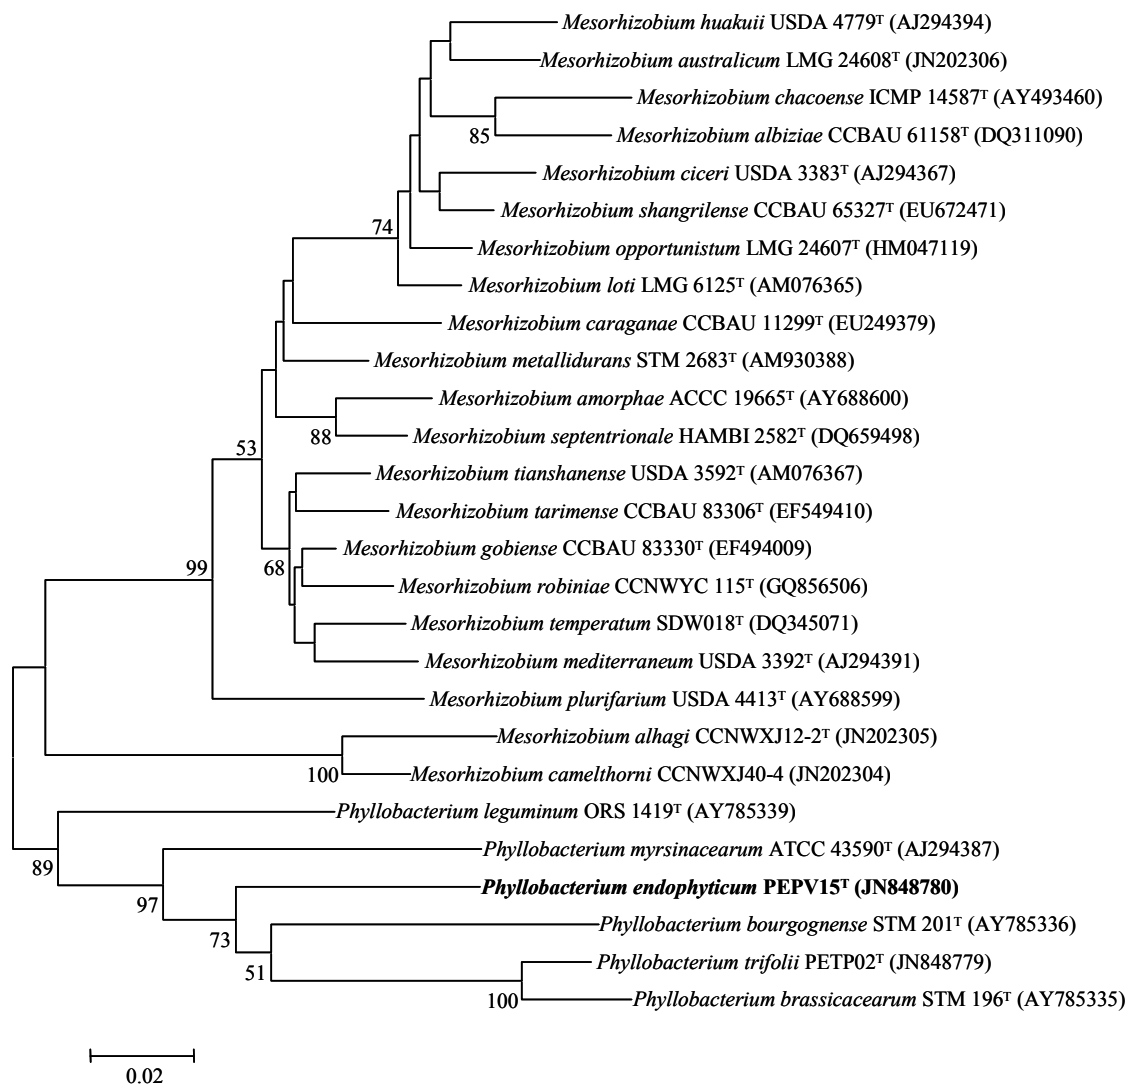 Mesorhizobium huakuii USDA 4779ᵀ (AJ294394)
Mesorhizobium australicum LMG 24608ᵀ (JN202306)
Mesorhizobium chacoense ICMP 14587ᵀ (AY493460)
85
Mesorhizobium albiziae CCBAU 61158ᵀ (DQ311090)
Mesorhizobium ciceri USDA 3383ᵀ (AJ294367)
Mesorhizobium shangrilense CCBAU 65327ᵀ (EU672471)
74
Mesorhizobium opportunistum LMG 24607ᵀ (HM047119)
Mesorhizobium loti LMG 6125ᵀ (AM076365)
Mesorhizobium caraganae CCBAU 11299ᵀ (EU249379)
Mesorhizobium metallidurans STM 2683ᵀ (AM930388)
Mesorhizobium amorphae ACCC 19665ᵀ (AY688600)
88
Mesorhizobium septentrionale HAMBI 2582ᵀ (DQ659498)
53
Mesorhizobium tianshanense USDA 3592ᵀ (AM076367)
Mesorhizobium tarimense CCBAU 83306ᵀ (EF549410)
Mesorhizobium gobiense CCBAU 83330ᵀ (EF494009)
99
68
Mesorhizobium robiniae CCNWYC 115ᵀ (GQ856506)
Mesorhizobium temperatum SDW018ᵀ (DQ345071)
Mesorhizobium mediterraneum USDA 3392ᵀ (AJ294391)
Mesorhizobium plurifarium USDA 4413ᵀ (AY688599)
Mesorhizobium alhagi CCNWXJ12-2ᵀ (JN202305)
100
Mesorhizobium camelthorni CCNWXJ40-4 (JN202304)
Phyllobacterium leguminum ORS 1419ᵀ (AY785339)
Phyllobacterium myrsinacearum ATCC 43590ᵀ (AJ294387)
89
Phyllobacterium endophyticum PEPV15ᵀ (JN848780)
97
Phyllobacterium bourgognense STM 201ᵀ (AY785336)
73
Phyllobacterium trifolii PETP02ᵀ (JN848779)
51
100
Phyllobacterium brassicacearum STM 196ᵀ (AY785335)
0.02